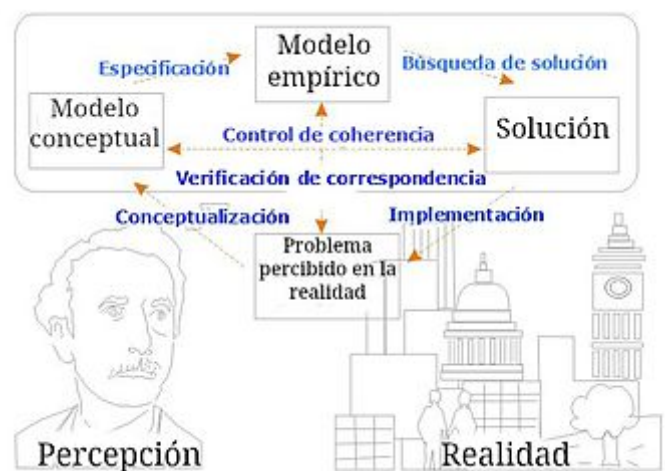 Modelo
empírico
Especificación
Búsqueda de solución
Modelo
conceptual
Solución
Control de coherencia
Verificación de correspondencia
Conceptualización
Implementación
Problema
percibido en la
realidad
Percepción
Realidad